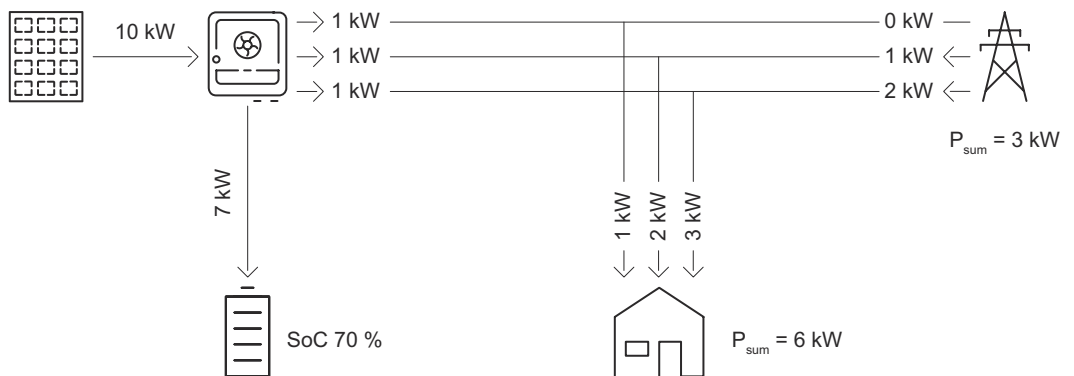 10 kW
1 kW
0 kW
1 kW
1 kW
1 kW
2 kW
P_sum = 3 kW
7 kW
1 kW
2 kW
3 kW
SoC 70 %
P_sum = 6 kW